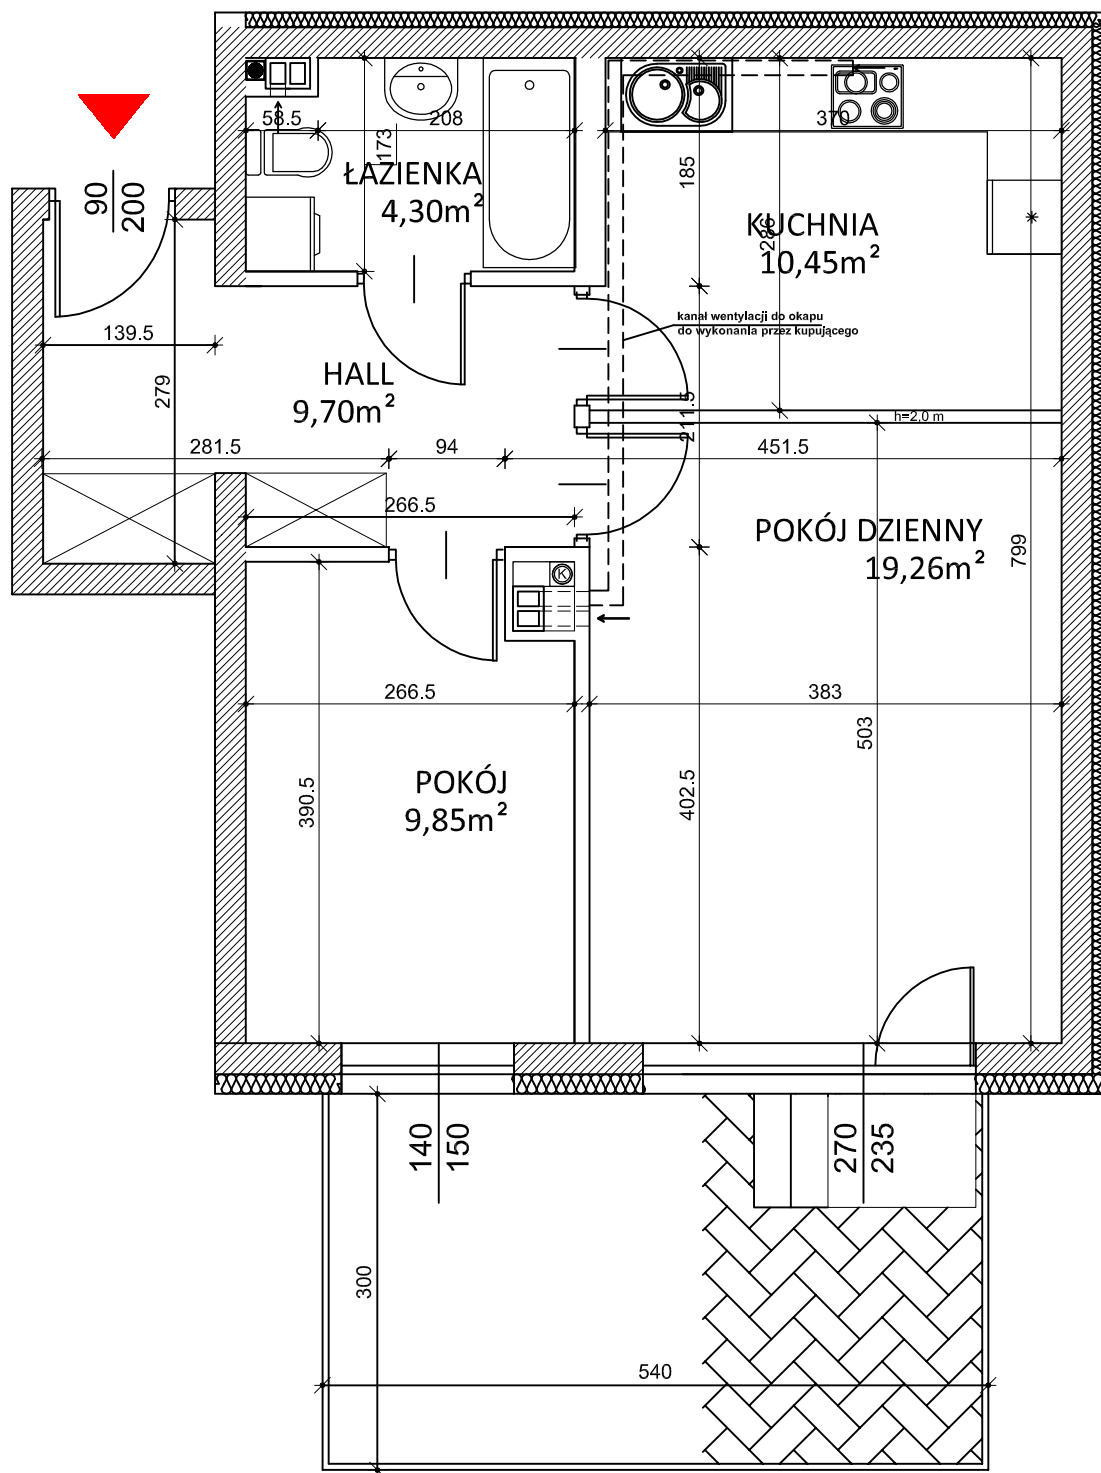 58.5
208
370
173
ŁAZIENKA
4,30m²
185
KUCHNIA
286
10,45m²
90
200
kanał wentylacji do okapu
do wykonania przez kupującego
139.5
279
HALL
9,70m²
211.5
h=2,0 m
281.5
94
451.5
266.5
POKÓJ DZIENNY
19,26m²
799
K
266.5
383
503
390.5
402.5
POKÓJ
9,85m²
140
150
270
235
300
540